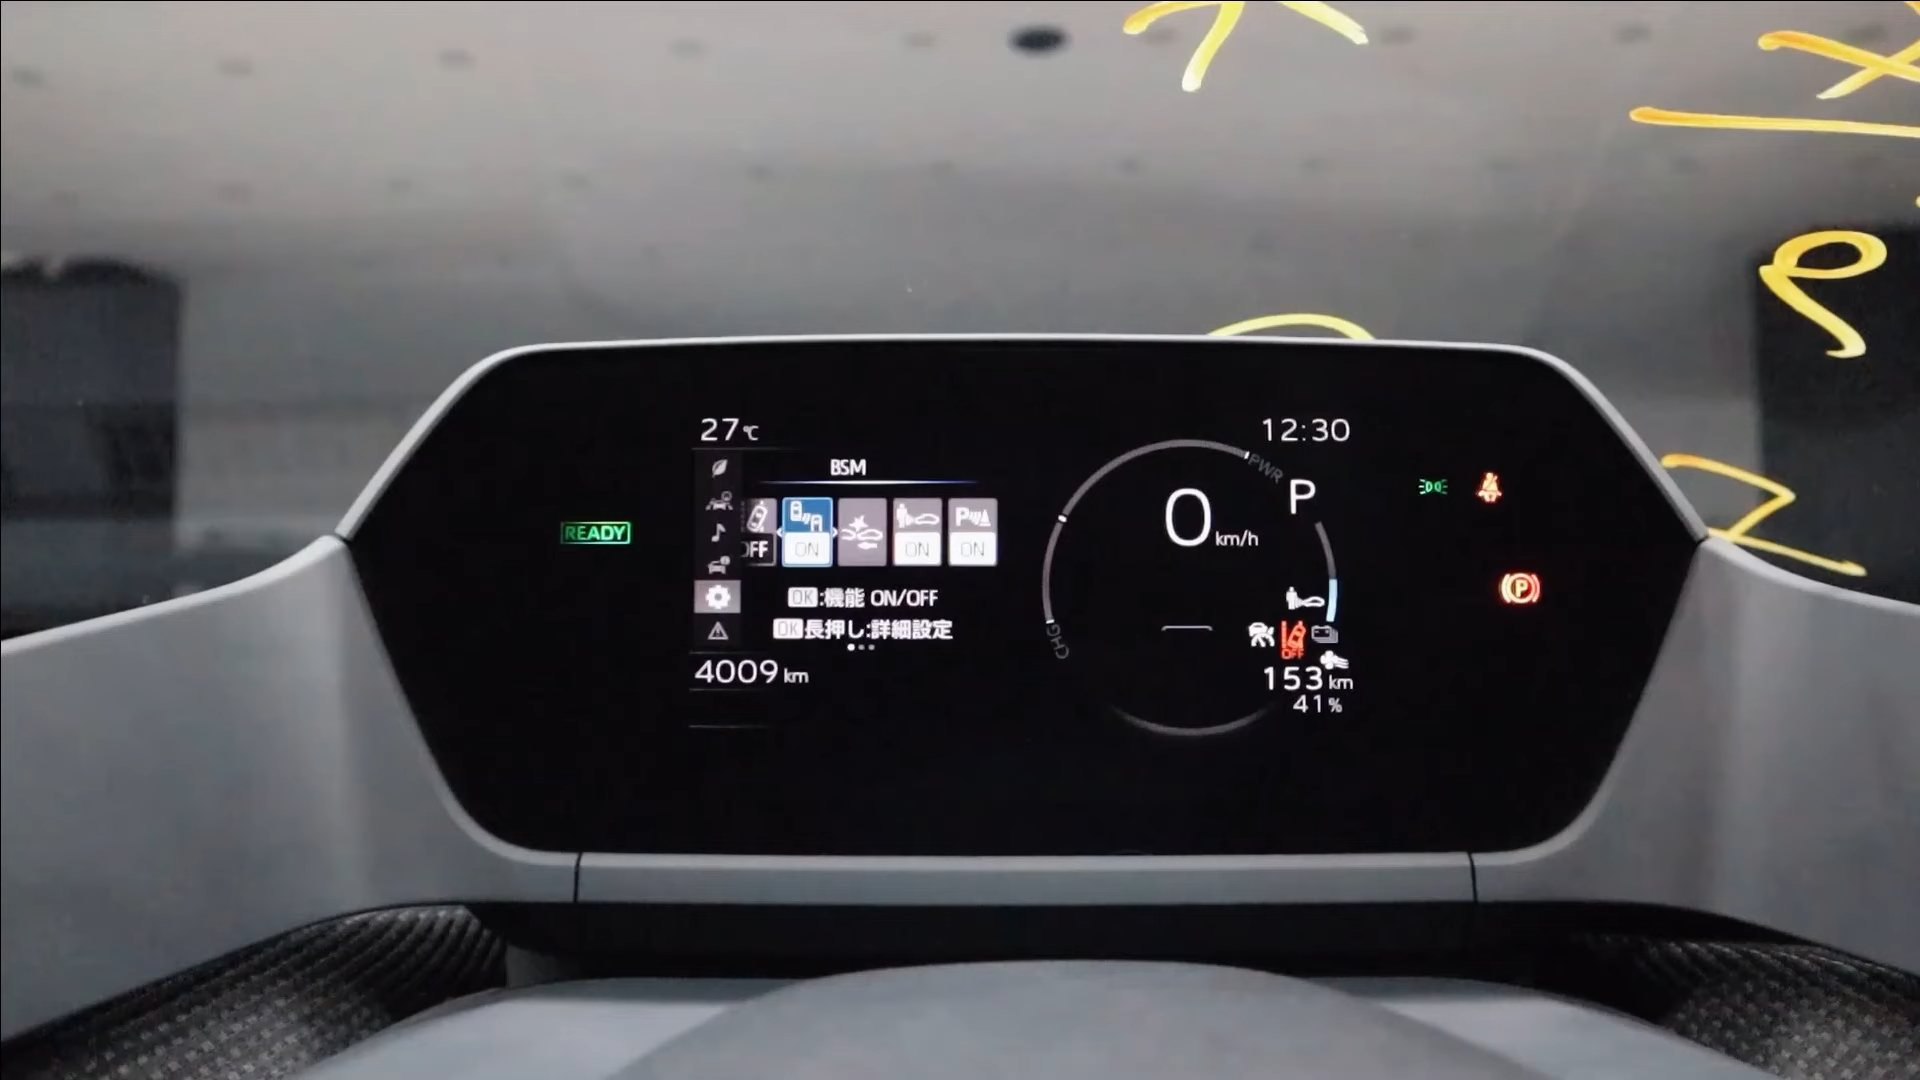 27℃
12:30
BSM
PWR
P
READY
OFF
ON
ON
P
ON
0 km/h
OK:機能 ON/OFF
OK長押し:詳細設定
CHG
OFF
P
4009 km
153 km
41%